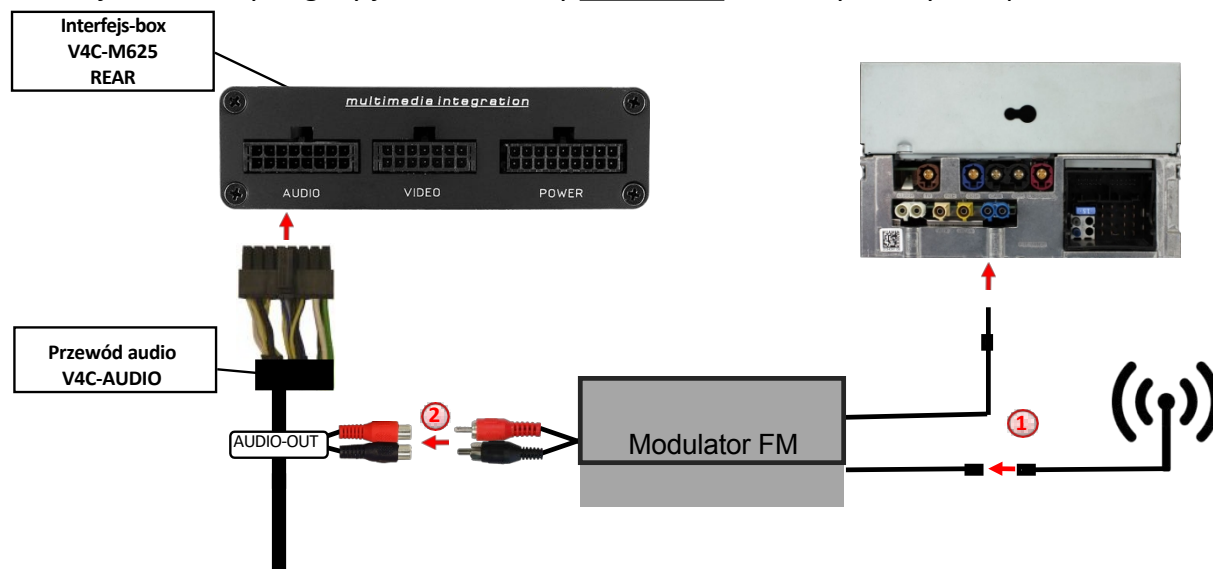 Interfejs-box
V4C-M625
REAR
multimedia integration
AUDIO
VIDEO
POWER
Przewód audio
V4C-AUDIO
AUDIO-OUT
2
Modulator FM
1